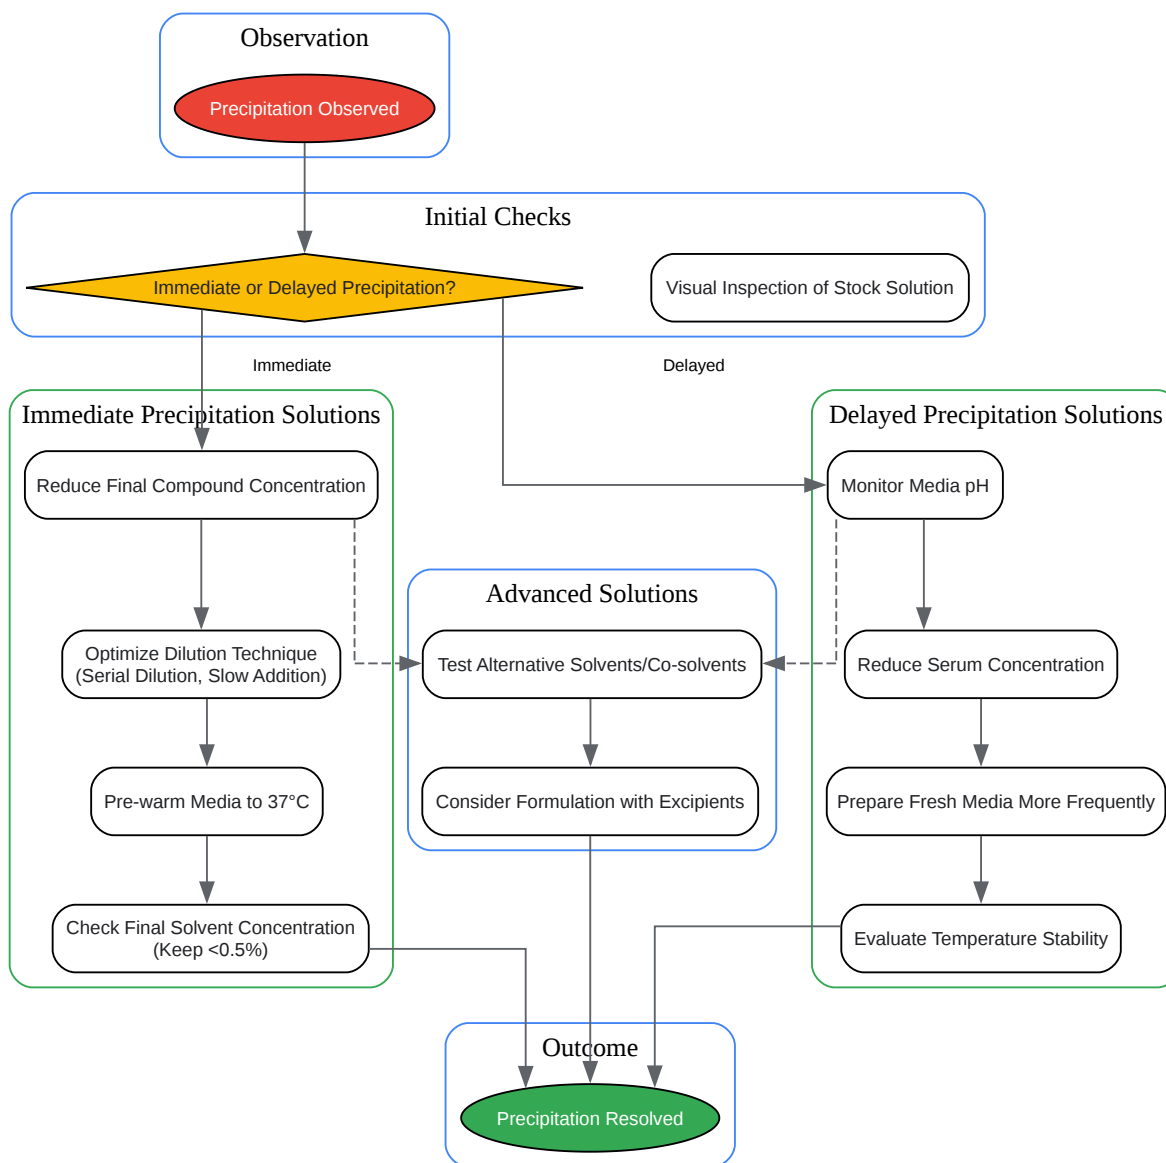 Observation
Precipitation Observed
Initial Checks
Immediate or Delayed Precipitation?
Visual Inspection of Stock Solution
Immediate
Delayed
Immediate Precipitation Solutions
Delayed Precipitation Solutions
Reduce Final Compound Concentration
Monitor Media pH
Advanced Solutions
Optimize Dilution Technique
(Serial Dilution, Slow Addition)
Test Alternative Solvents/Co-solvents
Reduce Serum Concentration
Pre-warm Media to 37°C
Consider Formulation with Excipients
Prepare Fresh Media More Frequently
Check Final Solvent Concentration
(Keep <0.5%)
Evaluate Temperature Stability
Outcome
Precipitation Resolved